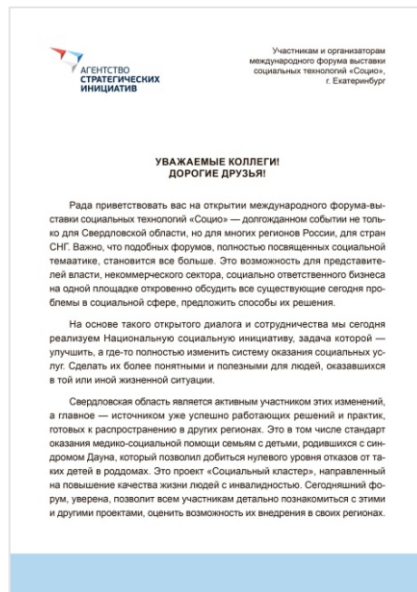 АГЕНТСТВО
СТРАТЕГИЧЕСКИХ
ИНИЦИАТИВ
Участникам и организаторам
международного форума выставки
социальных технологий «Социо»,
г. Екатеринбург
УВАЖАЕМЫЕ КОЛЛЕГИ!
ДОРОГИЕ ДРУЗЬЯ!
Рада приветствовать вас на открытии международного форума-вы-
ставки социальных технологий «Социо» — долгожданном событии не толь-
ко для Свердловской области, но для многих регионов России, для стран
СНГ. Важно, что подобных форумов, полностью посвященных социальной
темаатике, становится все больше. Это возможность для представите-
лей власти, некоммерческого сектора, социально ответственного бизнеса
на одной площадке откровенно обсудить все существующие сегодня про-
блемы в социальной сфере, предложить способы их решения.
На основе такого открытого диалога и сотрудничества мы сегодня
реализуем Национальную социальную инициативу, задача которой —
улучшить, а где-то полностью изменить систему оказания социальных ус-
луг. Сделать их более понятными и полезными для людей, оказавшихся
в той или иной жизненной ситуации.
Свердловская область является активным участником этих изменений,
а главное — источником уже успешно работающих решений и практик,
готовых к распространению в других регионах. Это в том числе стандарт
оказания медико-социальной помощи семьям с детьми, родившихся с син-
дромом Дауна, который позволил добиться нулевого уровня отказов от та-
ких детей в роддомах. Это проект «Социальный кластер», направленный
на повышение качества жизни людей с инвалидностью. Сегодняшний фо-
рум, уверена, позволит всем участникам детально познакомиться с этими
и другими проектами, оценить возможность их внедрения в своих регионах.